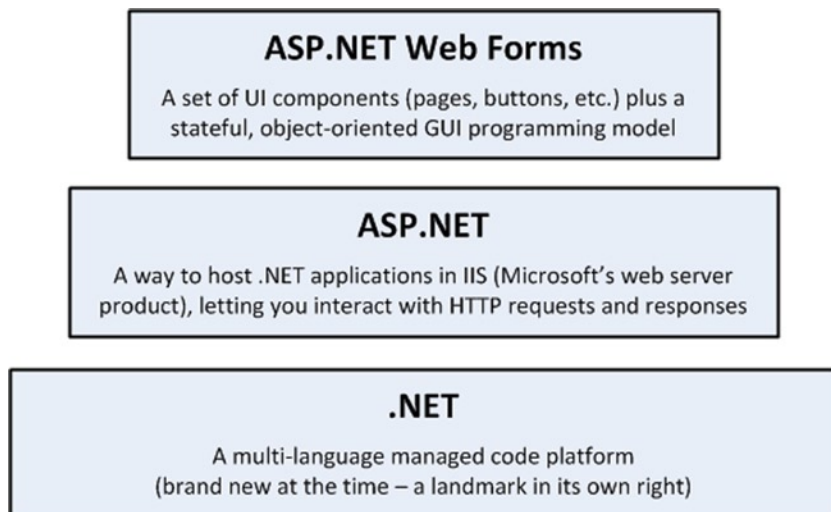 ASP.NET Web Forms
A set of UI components (pages, buttons, etc.) plus a
stateful, object-oriented GUI programming model
ASP.NET
A way to host .NET applications in IIS (Microsoft’s web server
product), letting you interact with HTTP requests and responses
.NET
A multi-language managed code platform
(brand new at the time – a landmark in its own right)